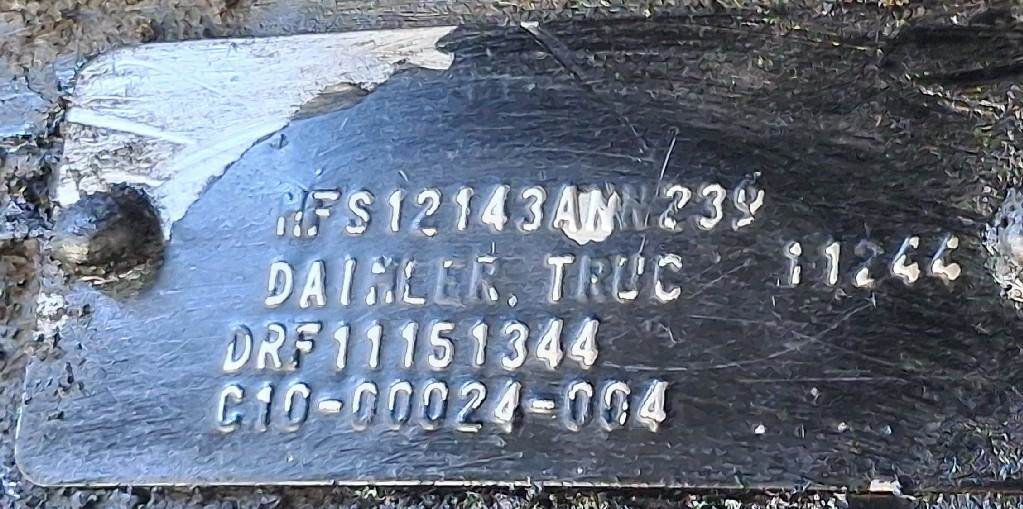 MFS12143ANN239
DAIMLER. TRUC 11244
DRF11151344
C10-00024-004